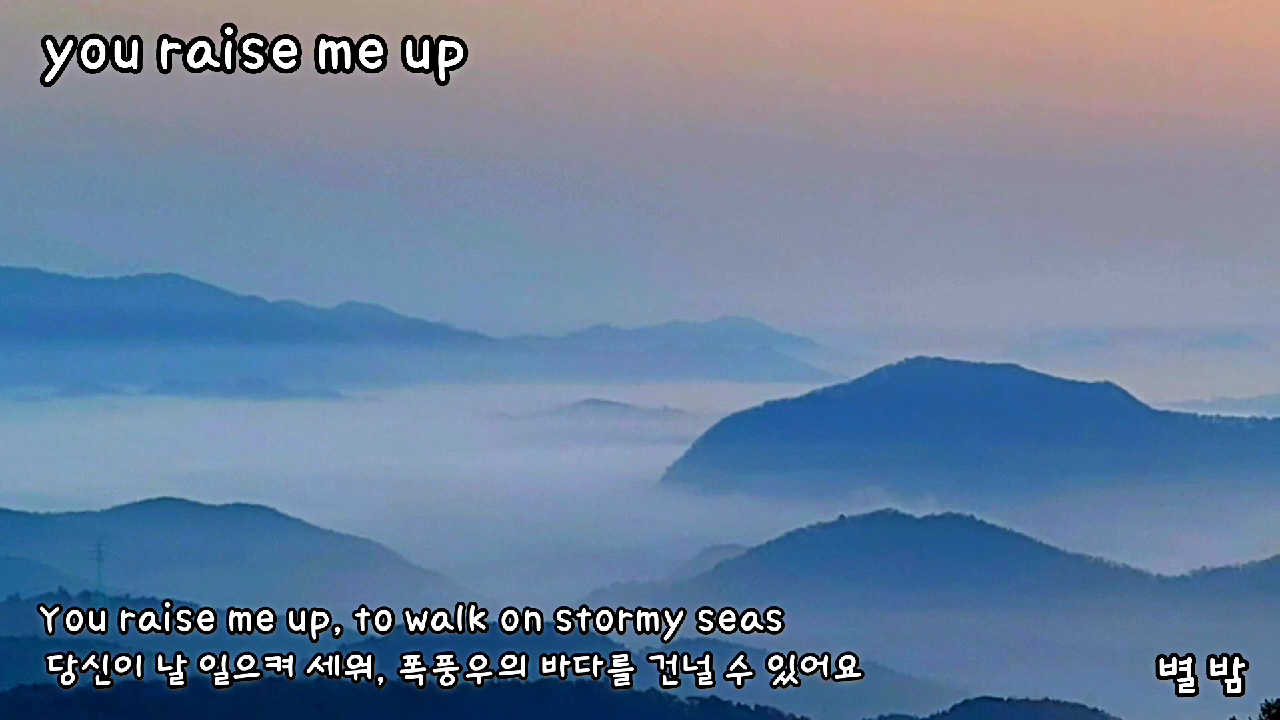 you raise me up
You raise me up, to walk on stormy seas
당신이 날 일으켜 세워, 폭풍우의 바다를 건널 수 있어요
별 밤